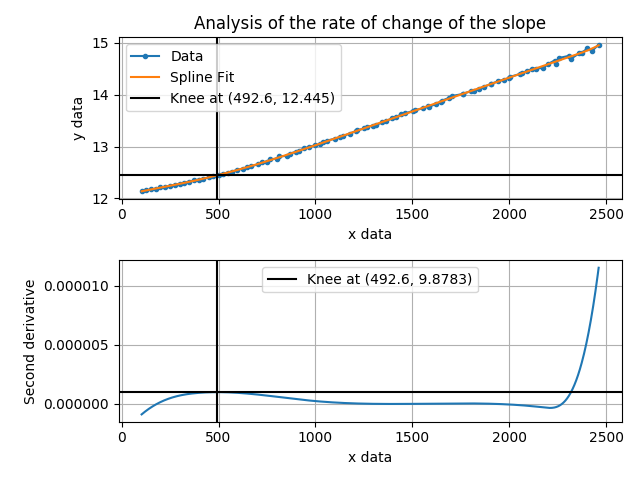 Analysis of the rate of change of the slope
15
14
13
12
y data
Data
Spline Fit
Knee at (492.6, 12.445)
0
500
1000
1500
2000
2500
x data
0.000010
0.000005
0.000000
Second derivative
Knee at (492.6, 9.8783)
0
500
1000
1500
2000
2500
x data